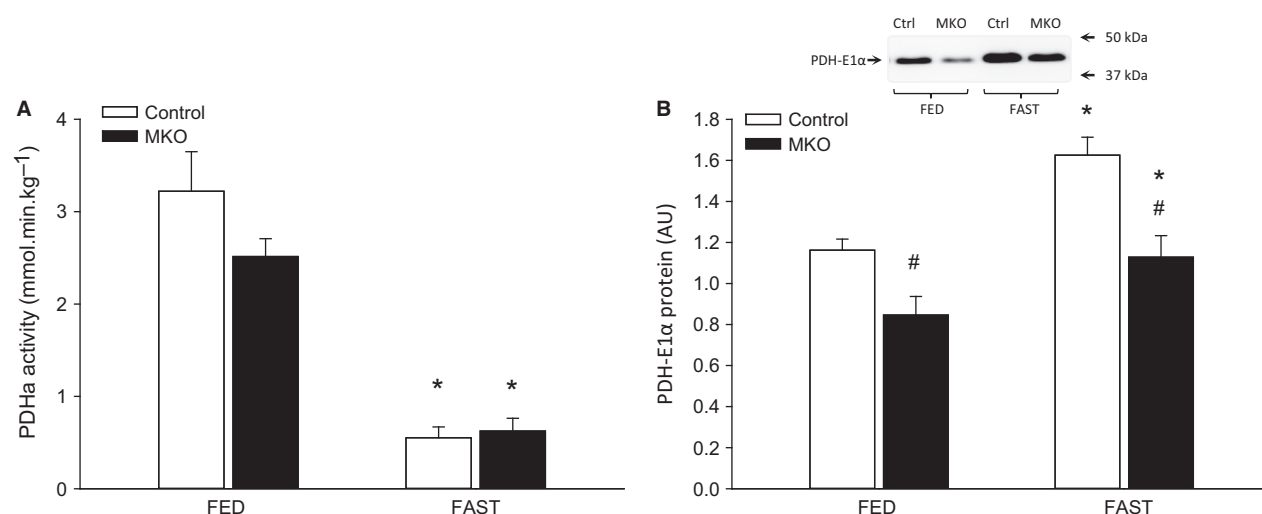 A
Control
MKO
PDHa activity (mmol.min.kg⁻¹)
4
3
2
1
0
*
*
FED
FAST
Ctrl MKO Ctrl MKO
PDH-E1α
50 kDa
37 kDa
FED FAST
B
Control
MKO
PDH-E1α protein (AU)
1.8
1.6
1.4
1.2
1.0
0.8
0.6
0.4
0.2
0.0
#
*
*
#
FED
FAST